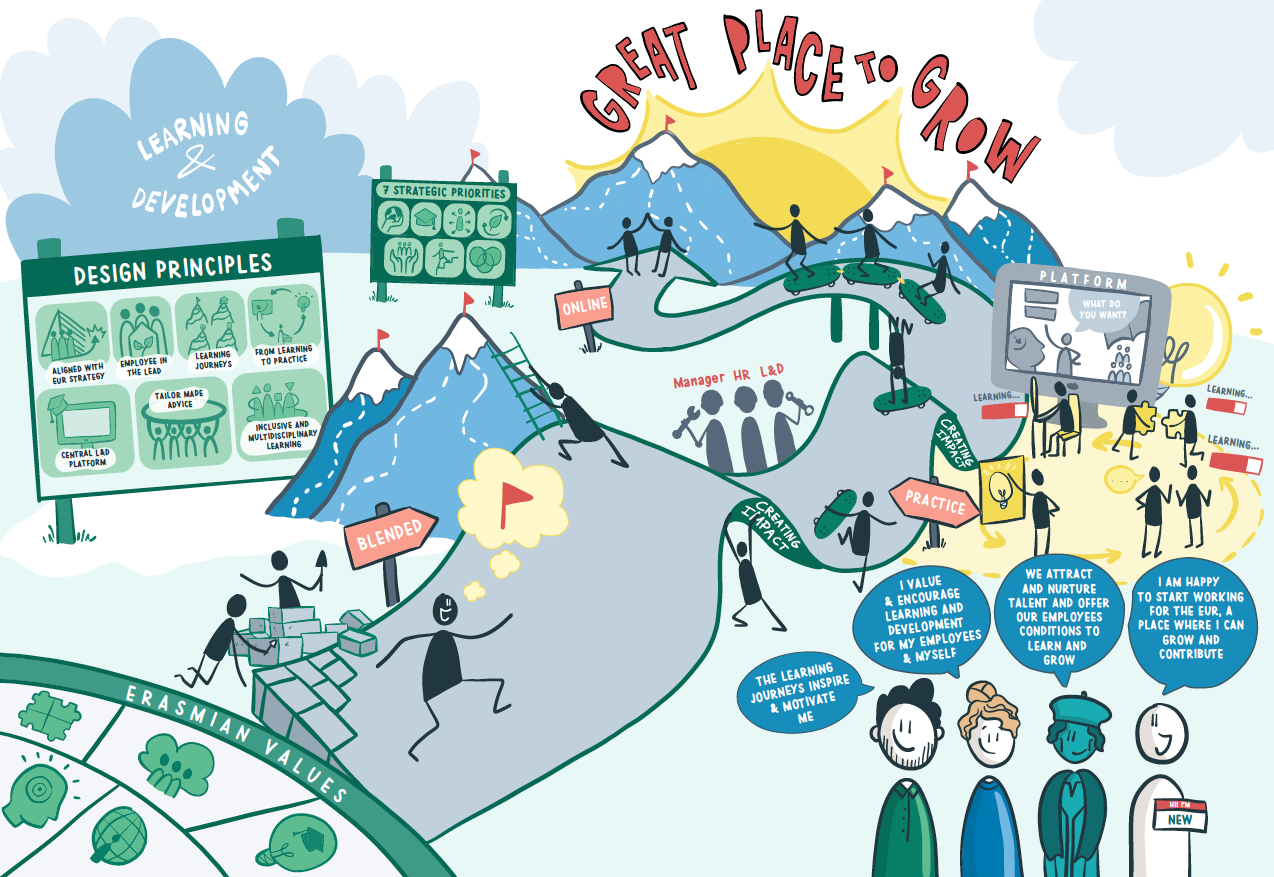 GREAT PLACE TO GROW
LEARNING
&
DEVELOPMENT
7 STRATEGIC PRIORITIES
DESIGN PRINCIPLES
ALIGNED WITH
EUR STRATEGY
EMPLOYEE IN
THE LEAD
LEARNING
JOURNEYS
FROM LEARNING
TO PRACTICE
CENTRAL L&D
PLATFORM
TAILOR MADE
ADVICE
INCLUSIVE AND
MULTIDISCIPLINARY
LEARNING
ONLINE
PLATFORM
WHAT DO
YOU WANT?
Manager HR L&D
LEARNING...
LEARNING...
LEARNING...
CREATING
IMPACT
PRACTICE
BLENDED
CREATING
IMPACT
ERASMIAN VALUES
THE LEARNING
JOURNEYS INSPIRE
& MOTIVATE
ME
I VALUE
& ENCOURAGE
LEARNING AND
DEVELOPMENT
FOR MY EMPLOYEES
& MYSELF
WE ATTRACT
AND NURTURE
TALENT AND OFFER
OUR EMPLOYEES
CONDITIONS TO
LEARN AND
GROW
I AM HAPPY
TO START WORKING
FOR THE EUR, A
PLACE WHERE I CAN
GROW AND
CONTRIBUTE
HI! I'M
NEW